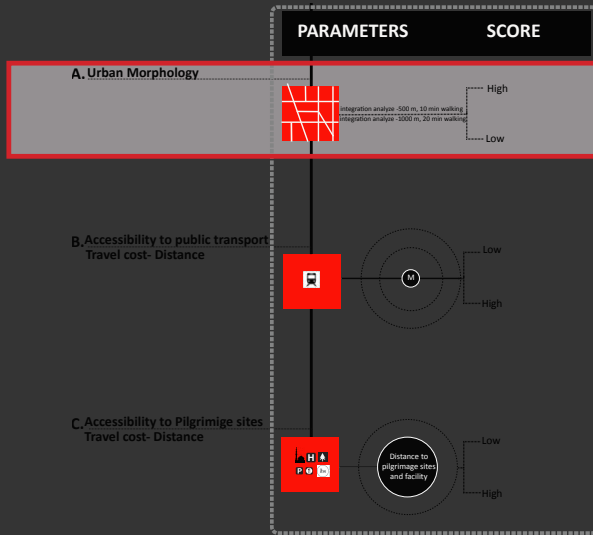 PARAMETERS SCORE
A. Urban Morphology
High
integration analyze -500 m, 10 min walking
integration analyze -1000 m, 20 min walking
Low
B. Accessibility to public transport
Travel cost- Distance
Low
M
High
C. Accessibility to Pilgrimige sites
Travel cost- Distance
Low
H
P
Distance to
pilgrimage sites
and facility
High